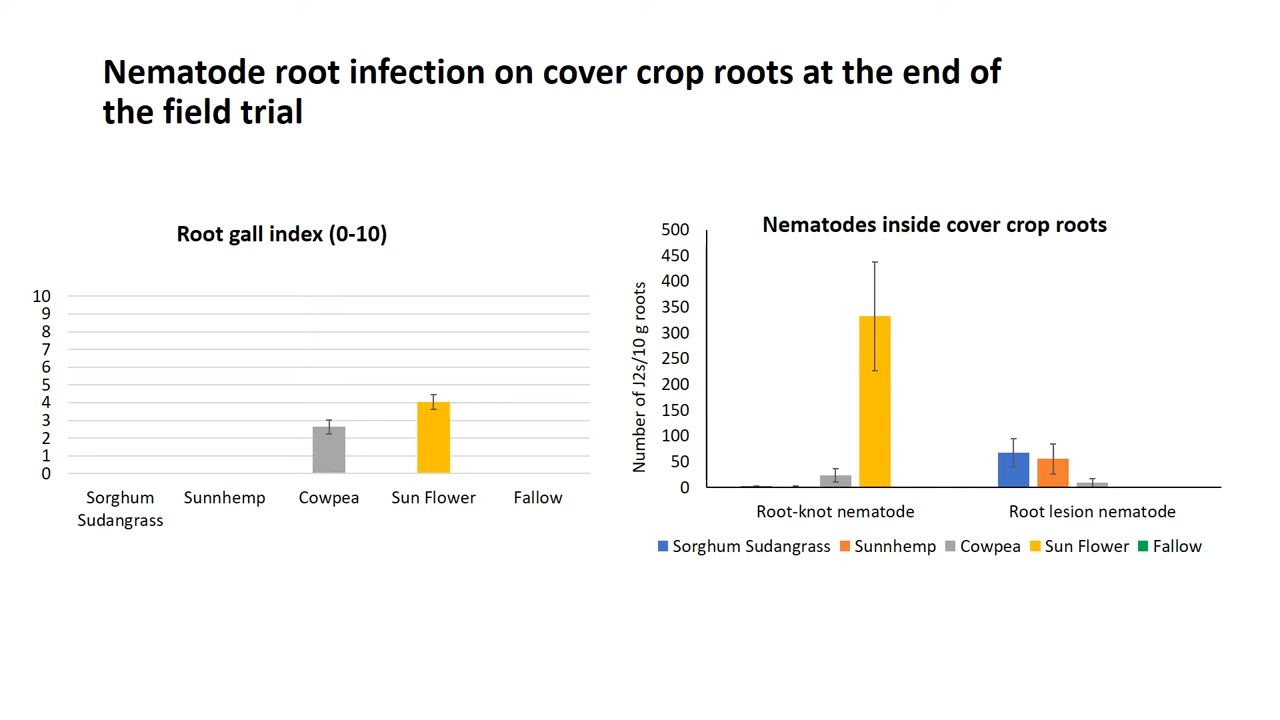 Nematode root infection on cover crop roots at the end of
the field trial
Root gall index (0-10)
10
9
8
7
6
5
4
3
2
1
0
Sorghum
Sudangrass
Sunnhemp
Cowpea
Sun Flower
Fallow
Nematodes inside cover crop roots
Number of J2s/10 g roots
500
450
400
350
300
250
200
150
100
50
0
Root-knot nematode
Root lesion nematode
Sorghum Sudangrass
Sunnhemp
Cowpea
Sun Flower
Fallow